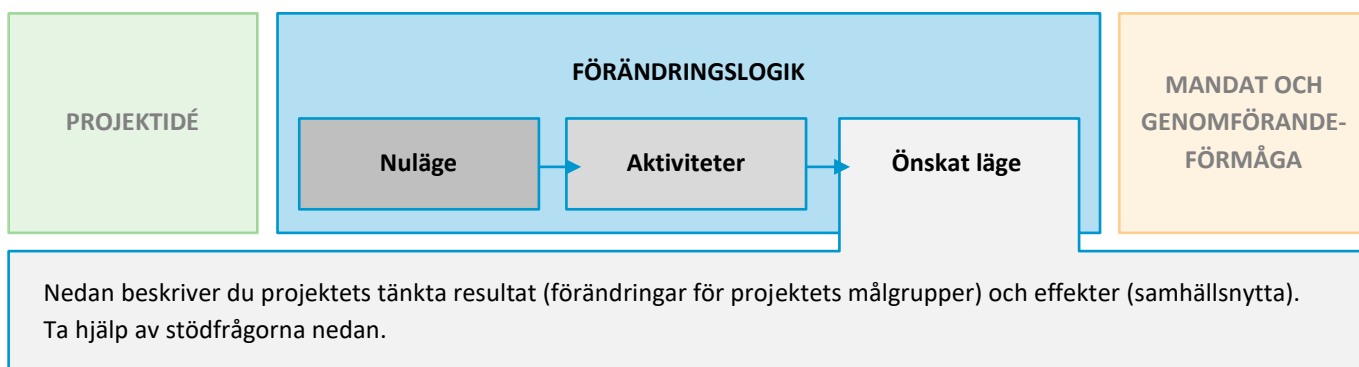 PROJEKTIDÉ
FÖRÄNDRINGSLOGIK
Nuläge
Aktiviteter
Önskat läge
MANDAT OCH
GENOMFÖRANDE-
FÖRMÅGA
Nedan beskriver du projektets tänkta resultat (förändringar för projektets målgrupper) och effekter (samhällsnytta).
Ta hjälp av stödfrågorna nedan.